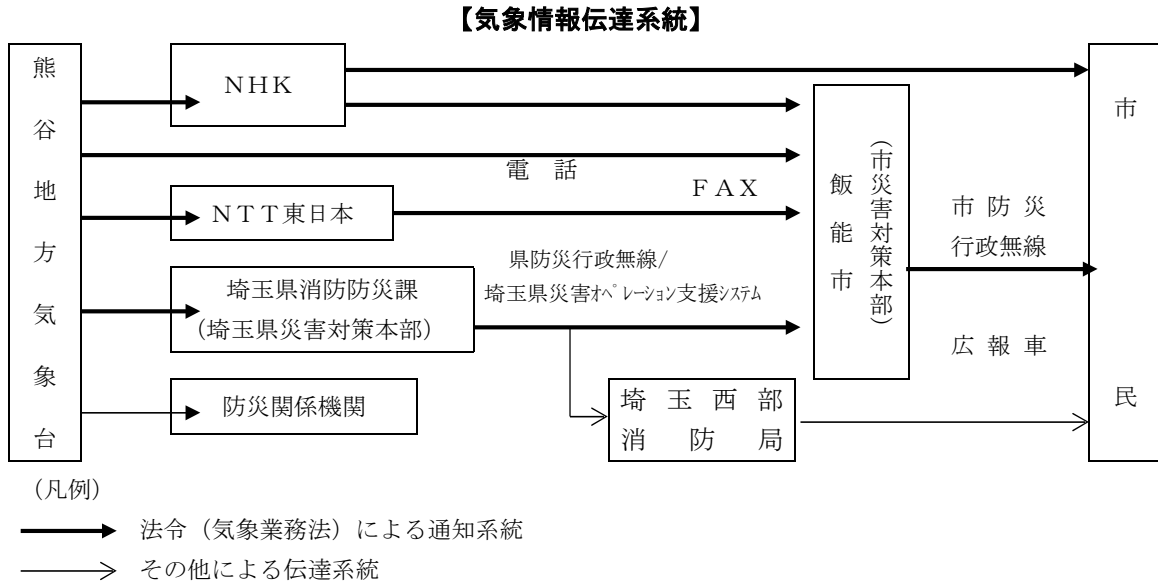 【気象情報伝達系統】
熊谷地方気象台
NHK
電 話
NTT東日本
FAX
県防災行政無線/
埼玉県災害ｵﾍﾟﾚｰｼｮﾝ支援ｼｽﾃﾑ
埼玉県消防防災課
(埼玉県災害対策本部)
防災関係機関
埼玉西部
消防局
飯能市
(市災害対策本部)
市防災
行政無線
広報車
市民
(凡例)
法令（気象業務法）による通知系統
その他による伝達系統